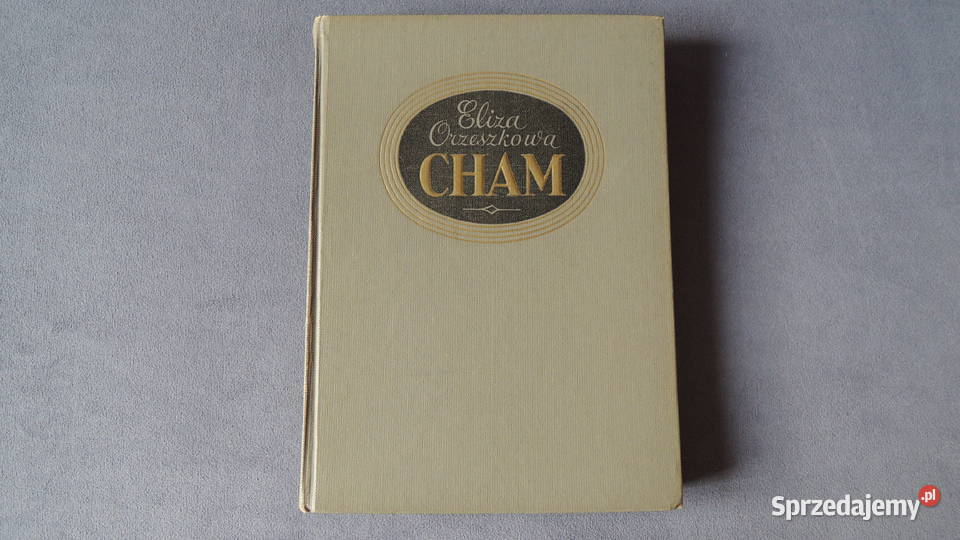 Eliza
Orzeszkowa
CHAM
Sprzedajemy.pl